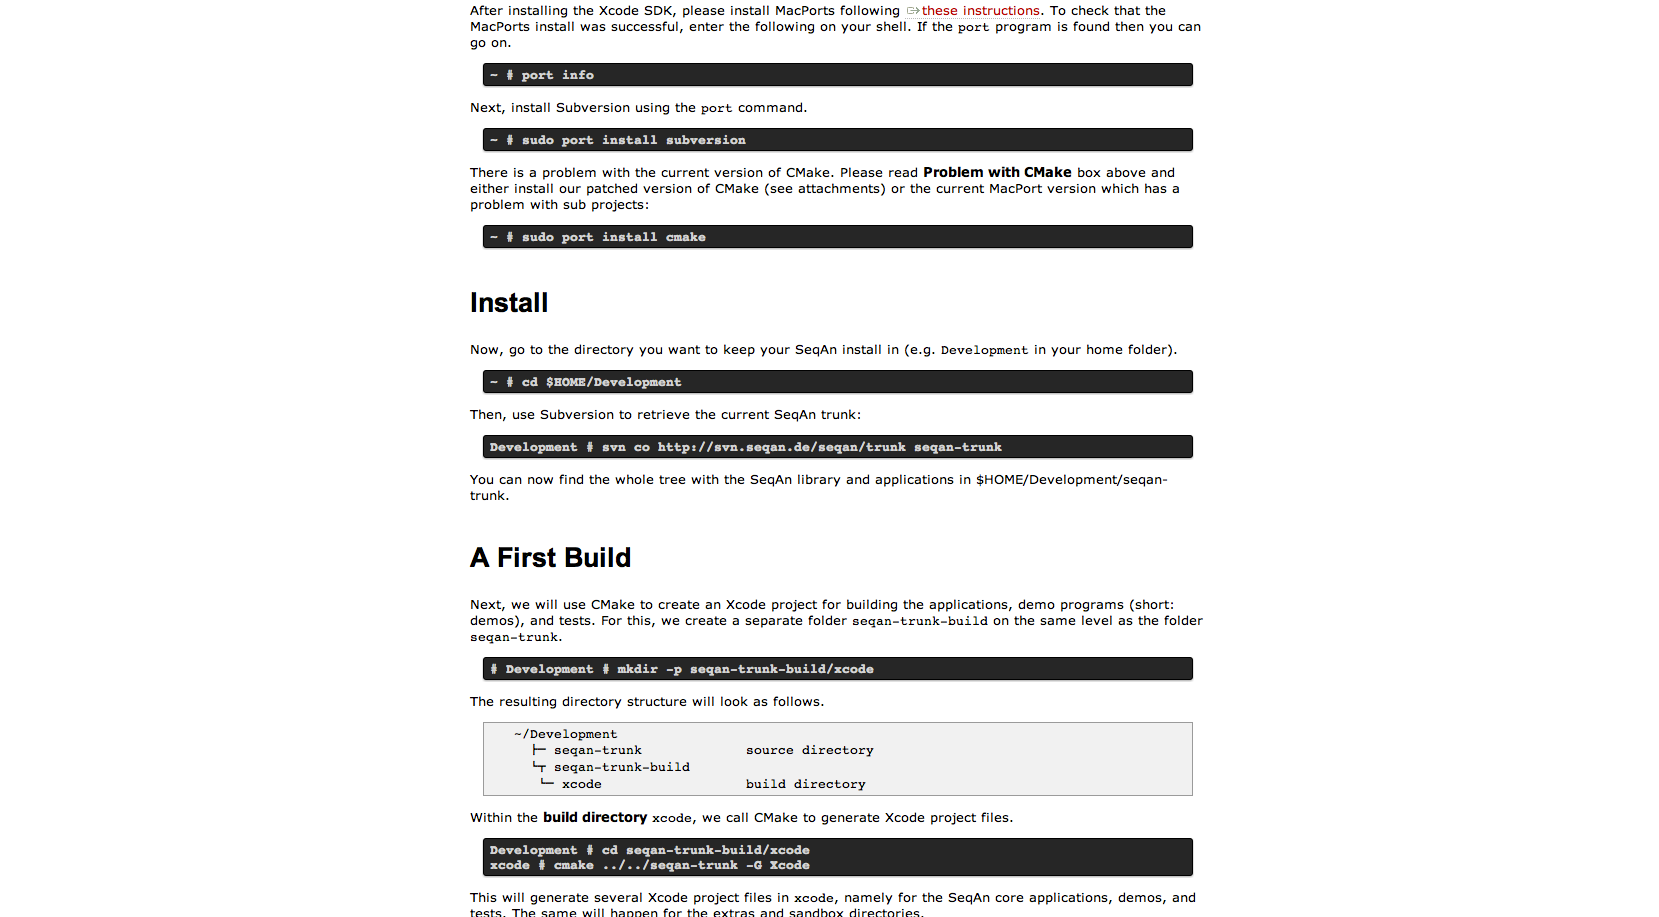 After installing the Xcode SDK, please install MacPorts following these instructions. To check that the
MacPorts install was successful, enter the following on your shell. If the port program is found then you can
go on.
~ # port info
Next, install Subversion using the port command.
~ # sudo port install subversion
There is a problem with the current version of CMake. Please read Problem with CMake box above and
either install our patched version of CMake (see attachments) or the current MacPort version which has a
problem with sub projects:
~ # sudo port install cmake
Install
Now, go to the directory you want to keep your SeqAn install in (e.g. Development in your home folder).
~ # cd $HOME/Development
Then, use Subversion to retrieve the current SeqAn trunk:
Development # svn co http://svn.seqan.de/seqan/trunk seqan-trunk
You can now find the whole tree with the SeqAn library and applications in $HOME/Development/seqan-
trunk.
A First Build
Next, we will use CMake to create an Xcode project for building the applications, demo programs (short:
demos), and tests. For this, we create a separate folder seqan-trunk-build on the same level as the folder
seqan-trunk.
# Development # mkdir -p seqan-trunk-build/xcode
The resulting directory structure will look as follows.
~/Development
├─ seqan-trunk source directory
└┬ seqan-trunk-build
└─ xcode build directory
Within the build directory xcode, we call CMake to generate Xcode project files.
Development # cd seqan-trunk-build/xcode
xcode # cmake ../../seqan-trunk -G Xcode
This will generate several Xcode project files in xcode, namely for the SeqAn core applications, demos, and
tests. The same will happen for the extras and sandbox directories.